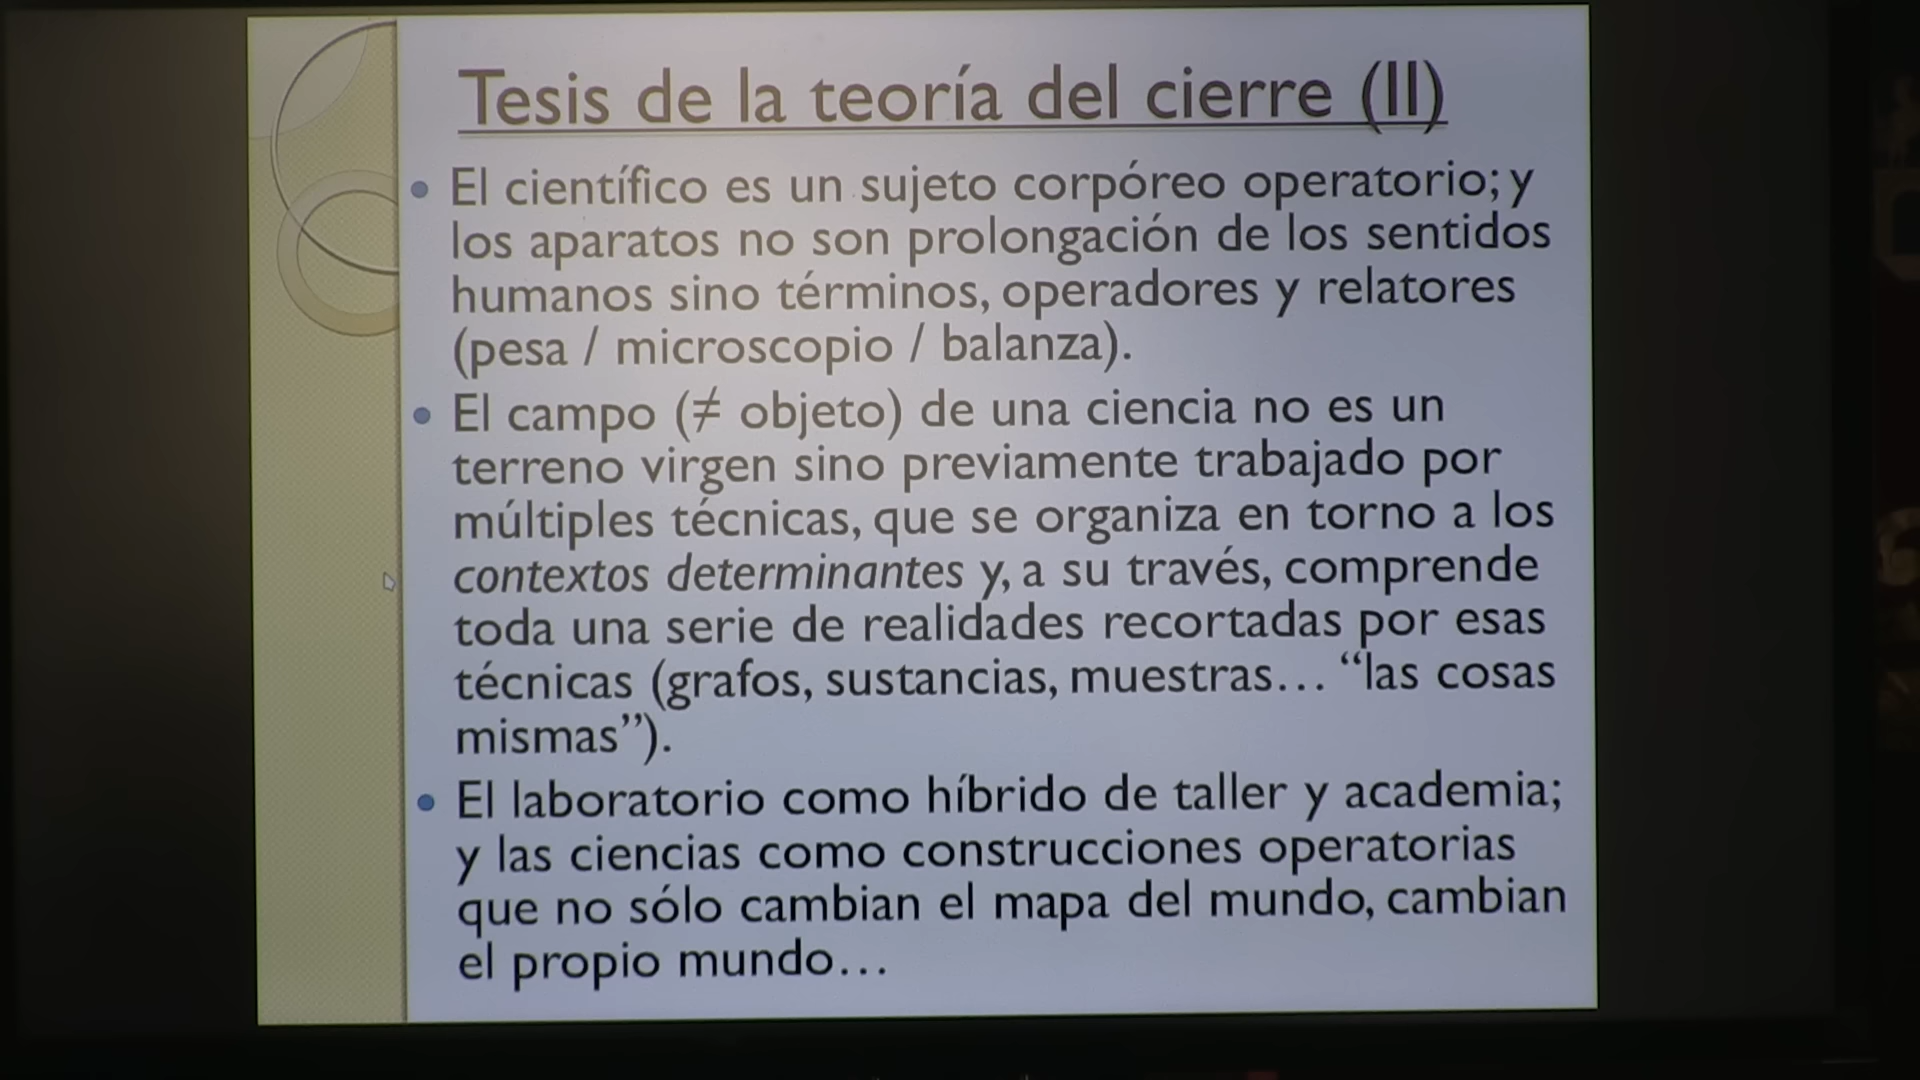 Tesis de la teoría del cierre (II)
El científico es un sujeto corpóreo operatorio; y
los aparatos no son prolongación de los sentidos
humanos sino términos, operadores y relatores
(pesa / microscopio / balanza).
El campo (≠ objeto) de una ciencia no es un
terreno virgen sino previamente trabajado por
múltiples técnicas, que se organiza en torno a los
contextos determinantes y, a su través, comprende
toda una serie de realidades recortadas por esas
técnicas (grafos, sustancias, muestras… “las cosas
mismas”).
El laboratorio como híbrido de taller y academia;
y las ciencias como construcciones operatorias
que no sólo cambian el mapa del mundo, cambian
el propio mundo…